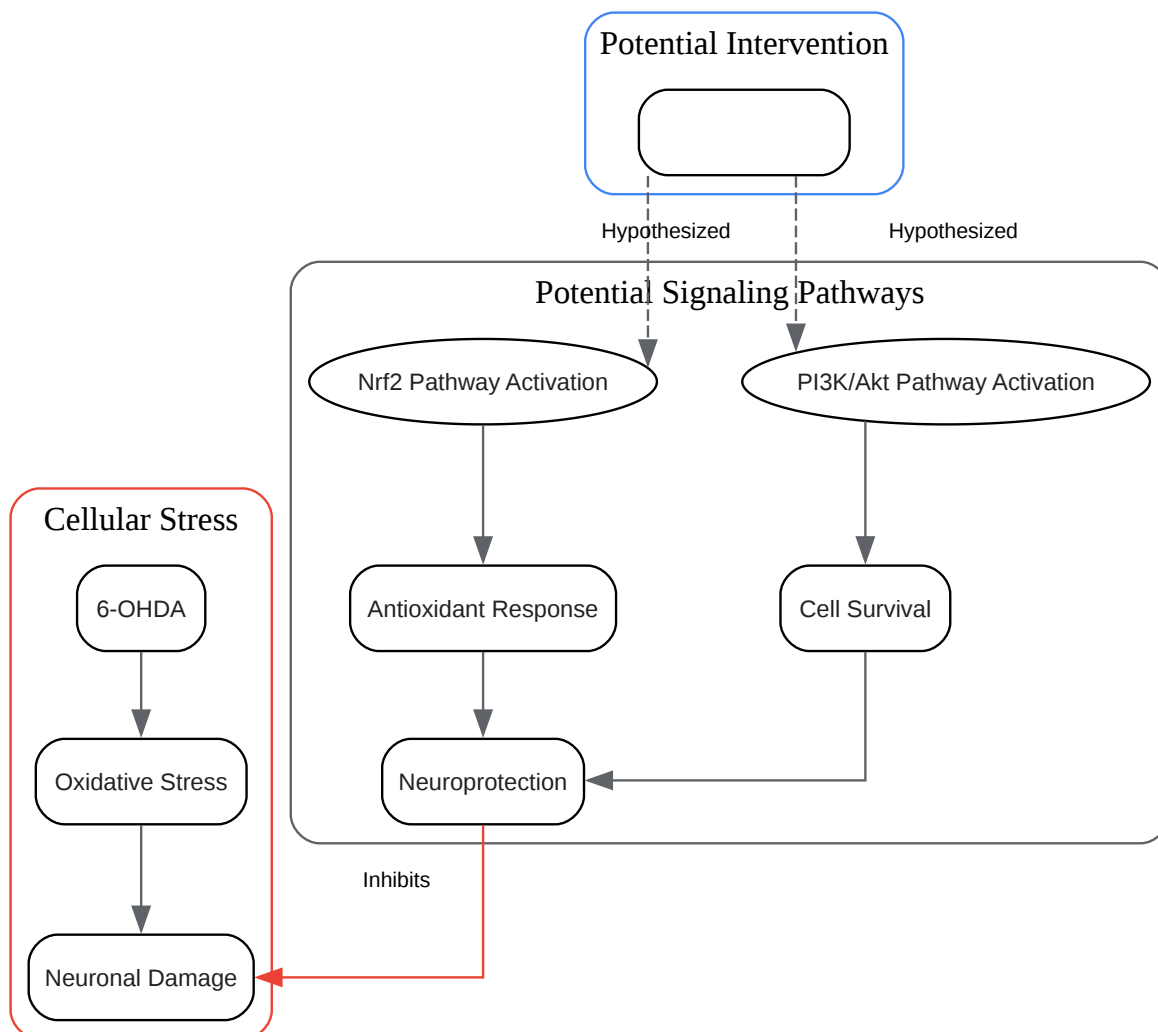 Potential Intervention
Hypothesized
Hypothesized
Potential Signaling Pathways
Nrf2 Pathway Activation
PI3K/Akt Pathway Activation
Cellular Stress
6-OHDA
Antioxidant Response
Cell Survival
Oxidative Stress
Neuroprotection
Inhibits
Neuronal Damage